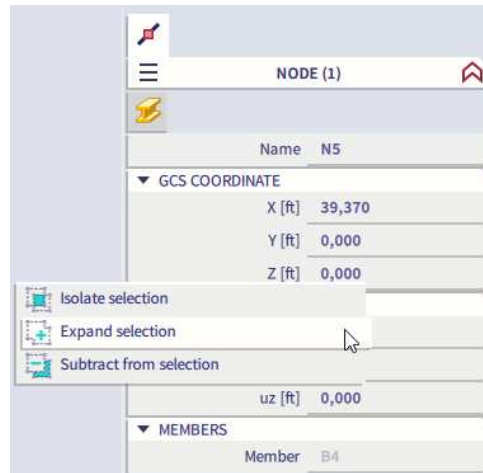 NODE (1)
Name N5
GCS COORDINATE
X [ft] 39,370
Y [ft] 0,000
Z [ft] 0,000
Isolate selection
Expand selection
Subtract from selection
uz [ft] 0,000
MEMBERS
Member B4